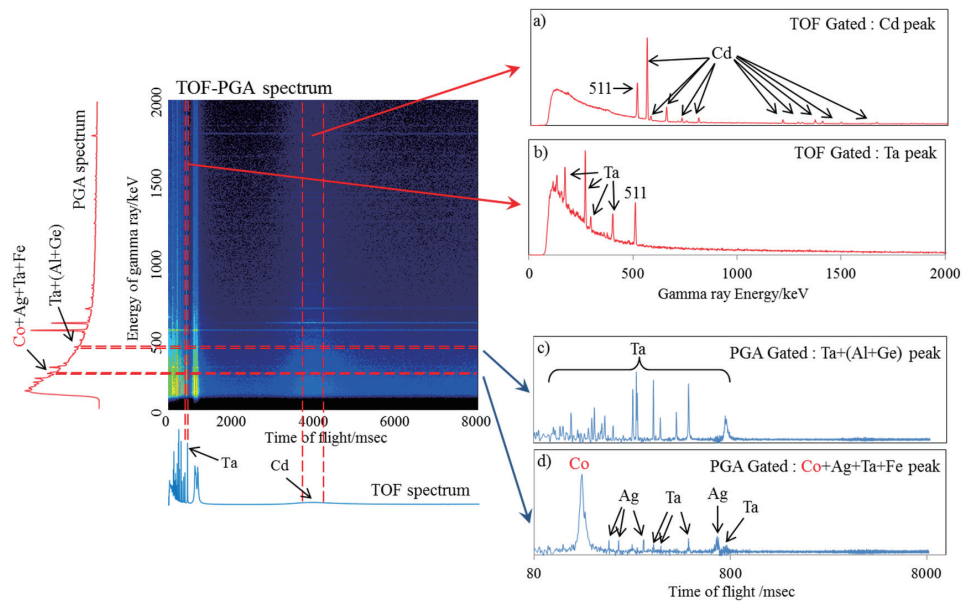 a)
TOF Gated : Cd peak
Cd
511
b)
TOF Gated : Ta peak
Ta
511
0
500
1000
1500
2000
Gamma ray Energy/keV
TOF-PGA spectrum
PGA spectrum
Co+Ag+Ta+Fe
Ta+(Al+Ge)
Energy of gamma ray/keV
2000
1500
1000
500
0
0
2000
4000
6000
8000
Time of flight/msec
Ta
Cd
TOF spectrum
c)
PGA Gated : Ta+(Al+Ge) peak
Ta
d)
PGA Gated : Co+Ag+Ta+Fe peak
Co
Ag
Ta
Ag
Ta
80
800
8000
Time of flight /msec